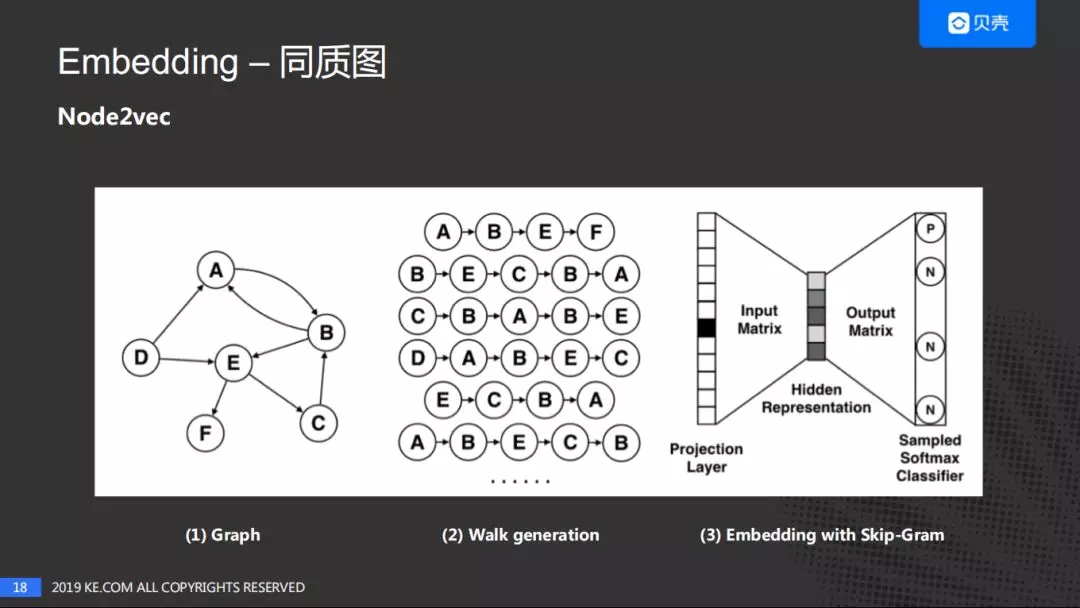 贝壳
Embedding – 同质图
Node2vec
A
B
D
E
C
F
A B E F
B E C B A
C B A B E
D A B E C
E C B A
A B E C B
......
Input
Matrix
Output
Matrix
Hidden
Representation
Projection
Layer
P
N
N
N
Sampled
Softmax
Classifier
(1) Graph
(2) Walk generation
(3) Embedding with Skip-Gram
18
2019 KE.COM ALL COPYRIGHTS RESERVED